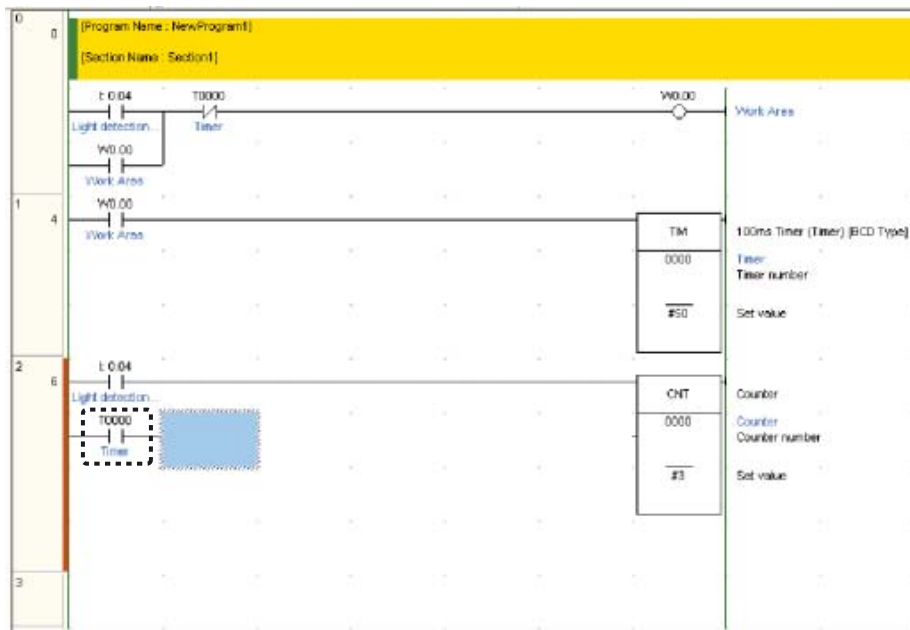 0
0
[Program Name : NewProgram1]
[Section Name : Section1]
I: 0.04
T0000
W0.00
Work Area
Light detection...
Timer
W0.00
Work Area
1
4
W0.00
Work Area
TIM
100ms Timer (Timer) [BCD Type]
0000
Timer
Timer number
#50
Set value
2
6
I: 0.04
Light detection...
CNT
Counter
T0000
Timer
0000
Counter
Counter number
#3
Set value
3